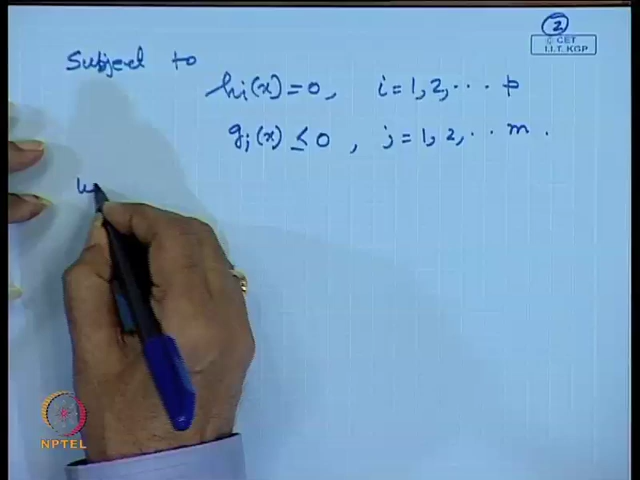 2
© CET
I.I.T. KGP
Subject to
hi(x) = 0, i = 1, 2, ... p
gj(x) ≤ 0, j = 1, 2, ... m.
NPTEL